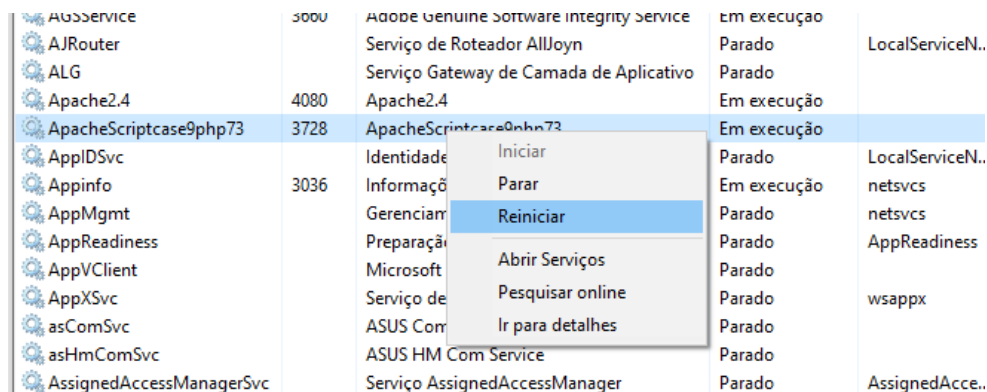 AGSService 3660 Adobe Genuine Software Integrity Service Em execução
AJRouter Serviço de Roteador AllJoyn Parado LocalServiceN...
ALG Serviço Gateway de Camada de Aplicativo Parado
Apache2.4 4080 Apache2.4 Em execução
ApacheScriptcase9php73 3728 ApacheScriptcase9php73 Em execução
AppIDSvc Identidade Iniciar Parado LocalServiceN...
Appinfo 3036 Informaçõ Parar Em execução netsvcs
AppMgmt Gerenciam Reiniciar Parado netsvcs
AppReadiness Preparaçã Parado AppReadiness
AppVClient Microsoft Abrir Serviços Parado
AppXSvc Serviço de Pesquisar online Parado wsappx
asComSvc ASUS Com Ir para detalhes Parado
asHmComSvc ASUS HM Com Service Parado
AssignedAccessManagerSvc Serviço AssignedAccessManager Parado AssignedAcce...